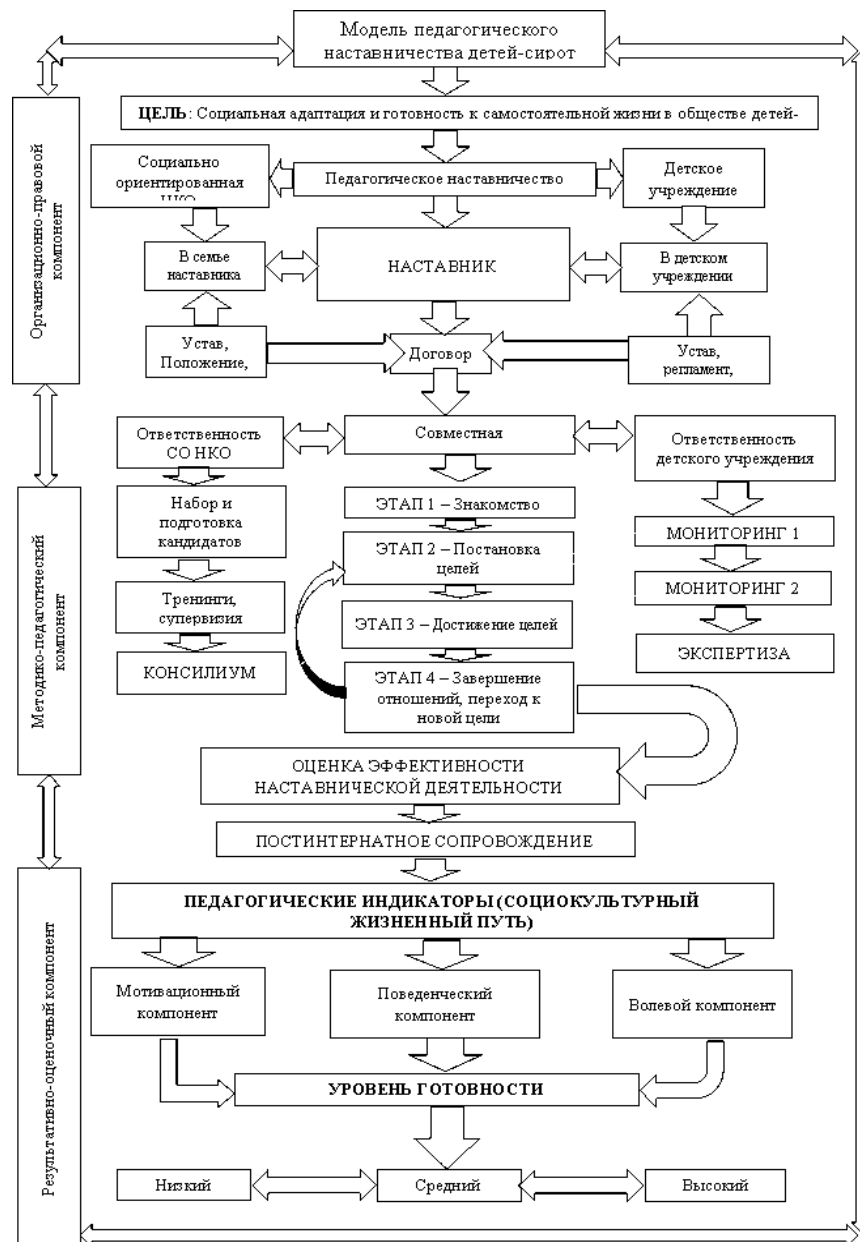 Модель педагогического
наставничества детей-сирот
ЦЕЛЬ: Социальная адаптация и готовность к самостоятельной жизни в обществе детей-
Организационно-правовой
компонент
Социально
ориентированная
Педагогическое наставничество
Детское
учреждение
В семье
наставника
НАСТАВНИК
В детском
учреждении
Устав,
Положение,
Договор
Устав,
регламент,
Ответственность
СО НКО
Совместная
Ответственность
детского учреждения
Методико-педагогический
компонент
Набор и
подготовка
кандидатов
Тренинги,
супервизия
КОНСИЛИУМ
ЭТАП 1 – Знакомство
ЭТАП 2 – Постановка
целей
ЭТАП 3 – Достижение целей
ЭТАП 4 – Завершение
отношений, переход к
новой цели
МОНИТОРИНГ 1
МОНИТОРИНГ 2
ЭКСПЕРТИЗА
ОЦЕНКА ЭФФЕКТИВНОСТИ
НАСТАВНИЧЕСКОЙ ДЕЯТЕЛЬНОСТИ
ПОСТИНТЕРНАТНОЕ СОПРОВОЖДЕНИЕ
Результативно-оценочный компонент
ПЕДАГОГИЧЕСКИЕ ИНДИКАТОРЫ (СОЦИОКУЛЬТУРНЫЙ
ЖИЗНЕННЫЙ ПУТЬ)
Мотивационный
компонент
Поведенческий
компонент
Волевой компонент
УРОВЕНЬ ГОТОВНОСТИ
Низкий
Средний
Высокий